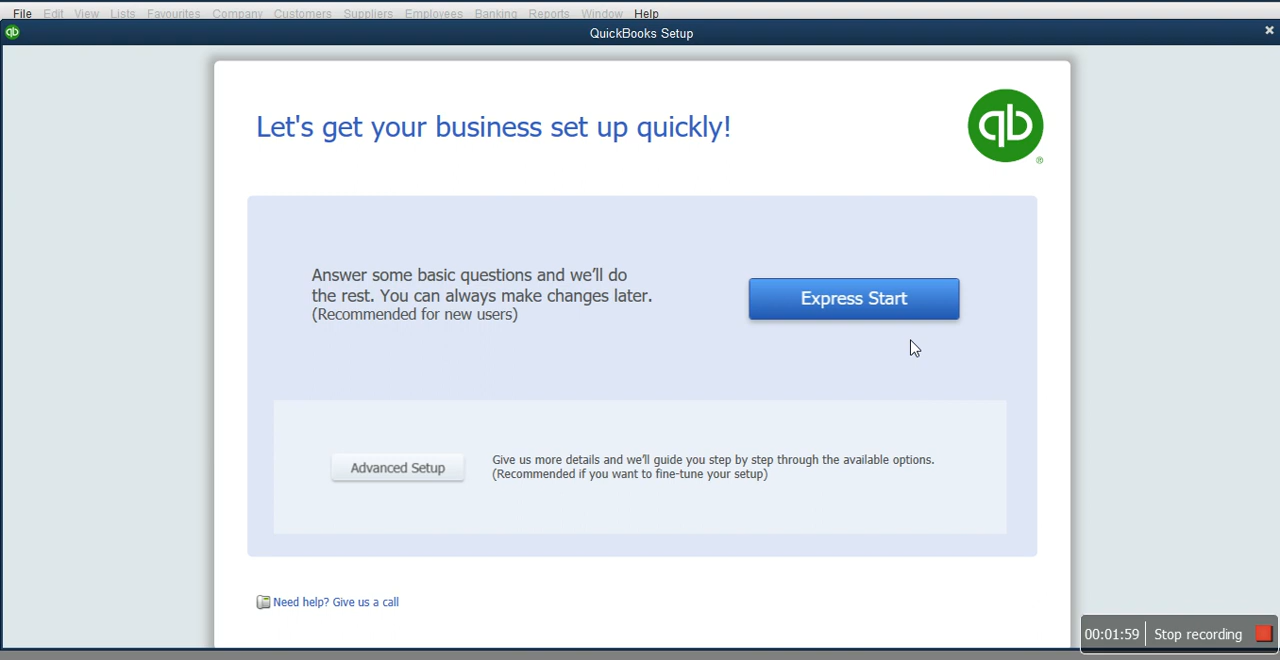 File Edit View Lists Favourites Company Customers Suppliers Employees Banking Reports Window Help
qb QuickBooks Setup
Let's get your business set up quickly!
qb
®
Answer some basic questions and we'll do
the rest. You can always make changes later.
(Recommended for new users)
Express Start
Advanced Setup
Give us more details and we'll guide you step by step through the available options.
(Recommended if you want to fine-tune your setup)
Need help? Give us a call
00:01:59 Stop recording